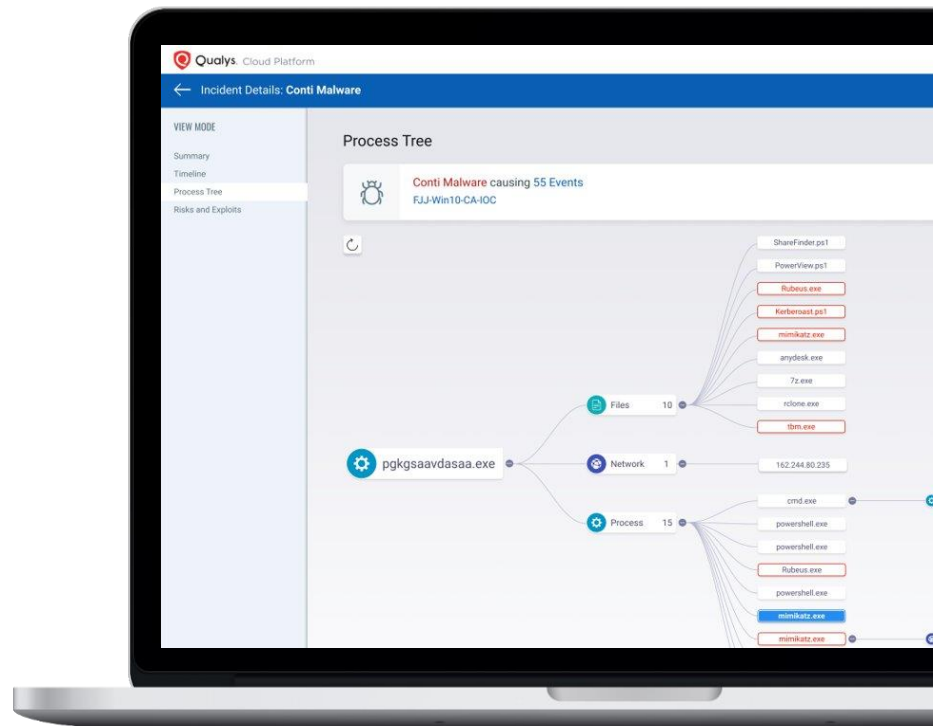 Qualys. Cloud Platform
← Incident Details: Conti Malware
VIEW MODE
Summary
Timeline
Process Tree
Risks and Exploits
Process Tree
Conti Malware causing 55 Events
FJJ-Win10-CA-IOC
ShareFinder.ps1
PowerView.ps1
Rubeus.exe
Kerberoast.ps1
mimikatz.exe
anydesk.exe
7z.exe
rclone.exe
tbm.exe
Files 10
pgkgsaavdasaa.exe
Network 1
162.244.80.235
Process 15
cmd.exe
powershell.exe
powershell.exe
Rubeus.exe
powershell.exe
mimikatz.exe
mimikatz.exe